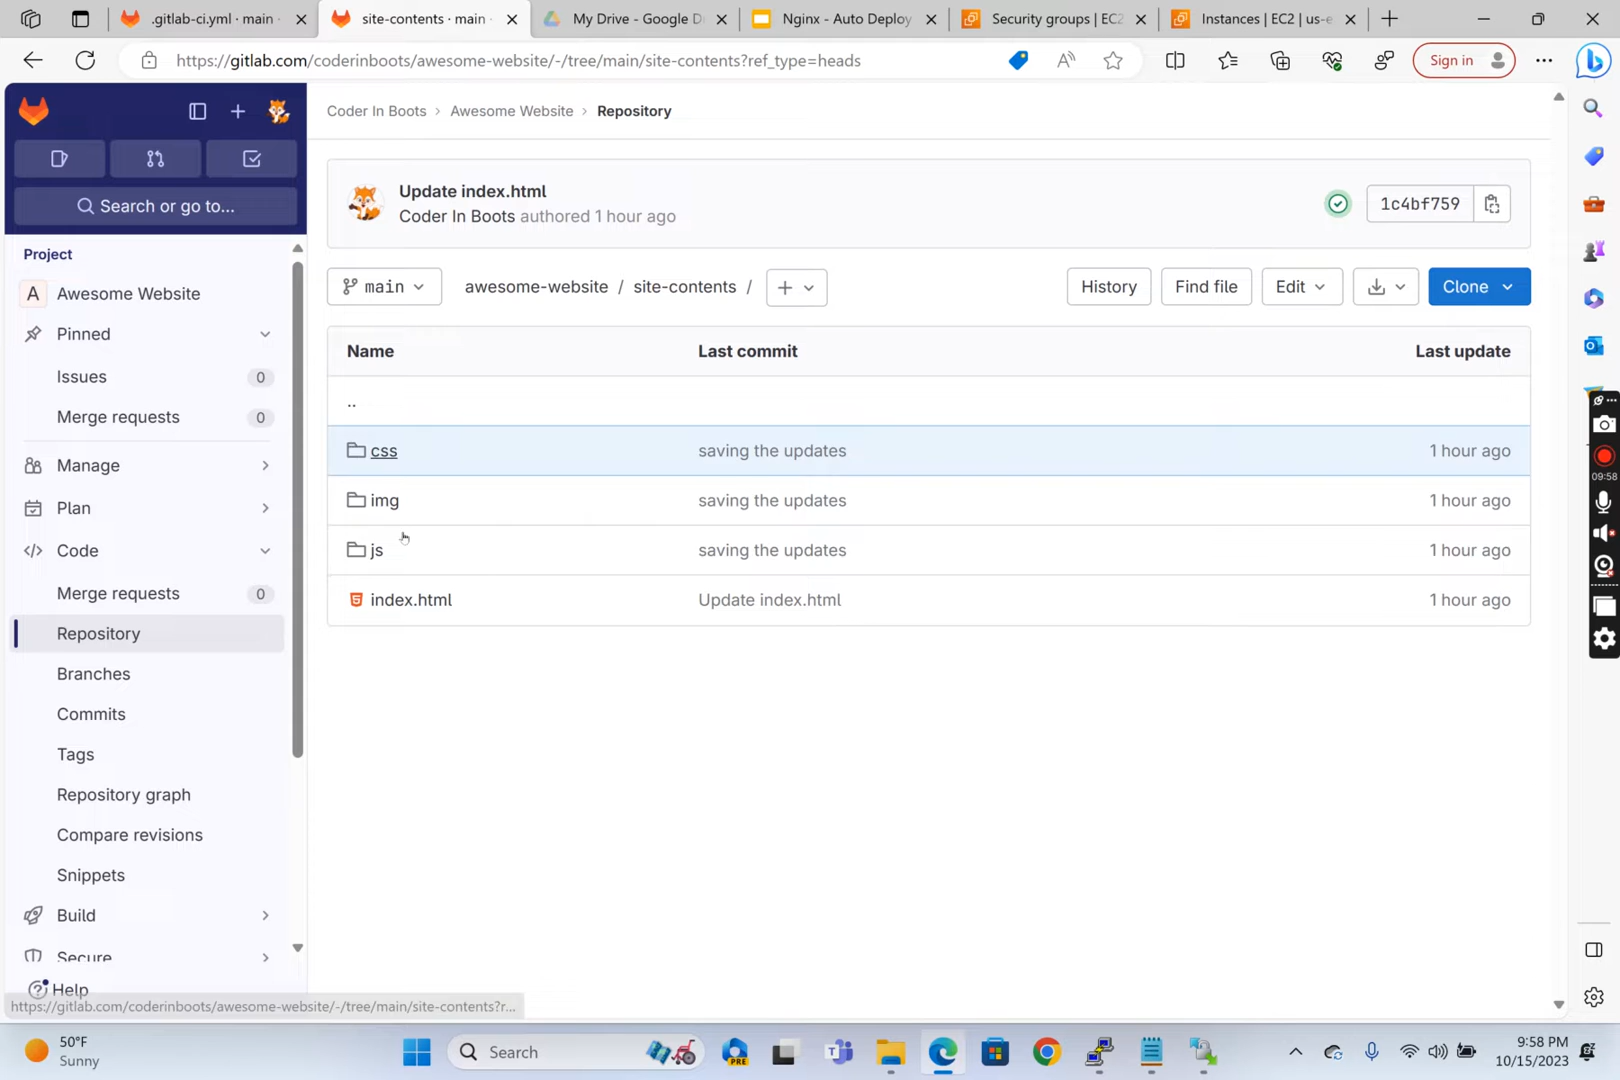 .gitlab-ci.yml · main
site-contents · main
My Drive - Google D
Nginx - Auto Deploy
Security groups | EC2
Instances | EC2 | us-e
https://gitlab.com/coderinboots/awesome-website/-/tree/main/site-contents?ref_type=heads
Sign in
Search or go to...
Project
A Awesome Website
Pinned
Issues 0
Merge requests 0
Manage
Plan
Code
Merge requests 0
Repository
Branches
Commits
Tags
Repository graph
Compare revisions
Snippets
Build
Secure
Help
Coder In Boots > Awesome Website > Repository
Update index.html
Coder In Boots authored 1 hour ago
1c4bf759
main
awesome-website / site-contents /
History
Find file
Edit
Clone
Name Last commit Last update
..
css saving the updates 1 hour ago
img saving the updates 1 hour ago
js saving the updates 1 hour ago
index.html Update index.html 1 hour ago
09:58
https://gitlab.com/coderinboots/awesome-website/-/tree/main/site-contents?r...
50°F
Sunny
Search
PRE
9:58 PM
10/15/2023